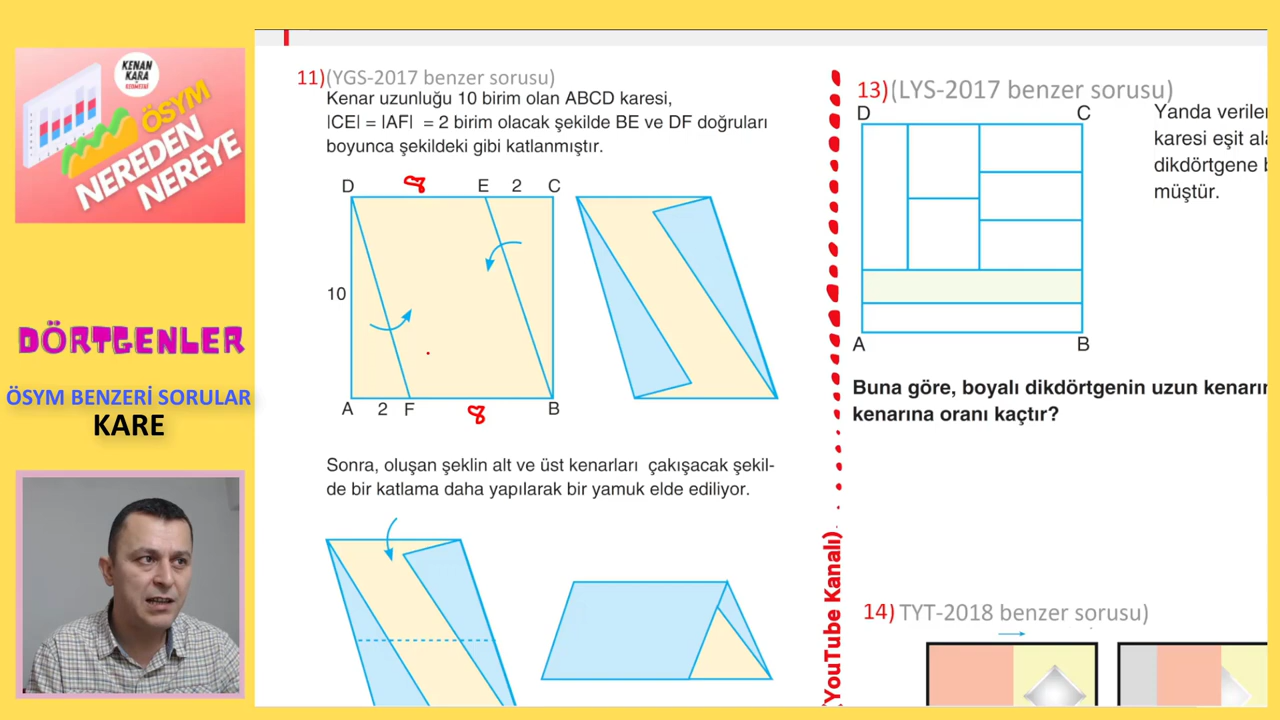 KENAN
KARA
ÖSYM
NEREDEN
NEREYE
DÖRTGENLER
ÖSYM BENZERİ SORULAR
KARE
11)(YGS-2017 benzer sorusu)
Kenar uzunluğu 10 birim olan ABCD karesi,
|CE| = |AF| = 2 birim olacak şekilde BE ve DF doğruları
boyunca şekildeki gibi katlanmıştır.
8
D E 2 C
10
A 2 F B
8
Sonra, oluşan şeklin alt ve üst kenarları çakışacak şekil-
de bir katlama daha yapılarak bir yamuk elde ediliyor.
(YouTube Kanalı)
13)(LYS-2017 benzer sorusu)
D C
A B
Yanda verile
karesi eşit al
dikdörtgene b
müştür.
Buna göre, boyalı dikdörtgenin uzun kenarı
kenarına oranı kaçtır?
14) TYT-2018 benzer sorusu)